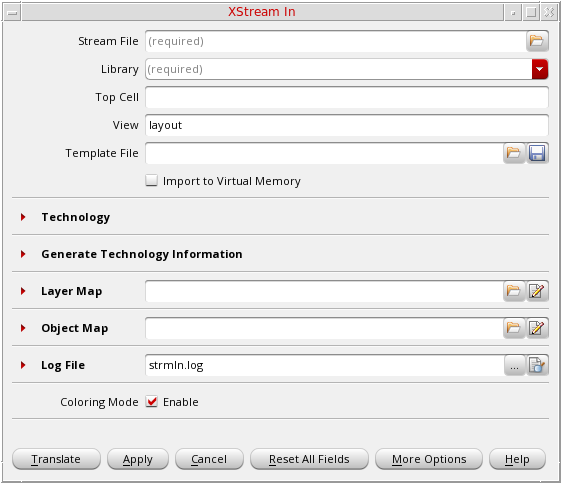 XStream In
Stream File (required)
Library (required)
Top Cell
View layout
Template File
Import to Virtual Memory
Technology
Generate Technology Information
Layer Map
Object Map
Log File strmIn.log ...
Coloring Mode Enable
Translate Apply Cancel Reset All Fields More Options Help